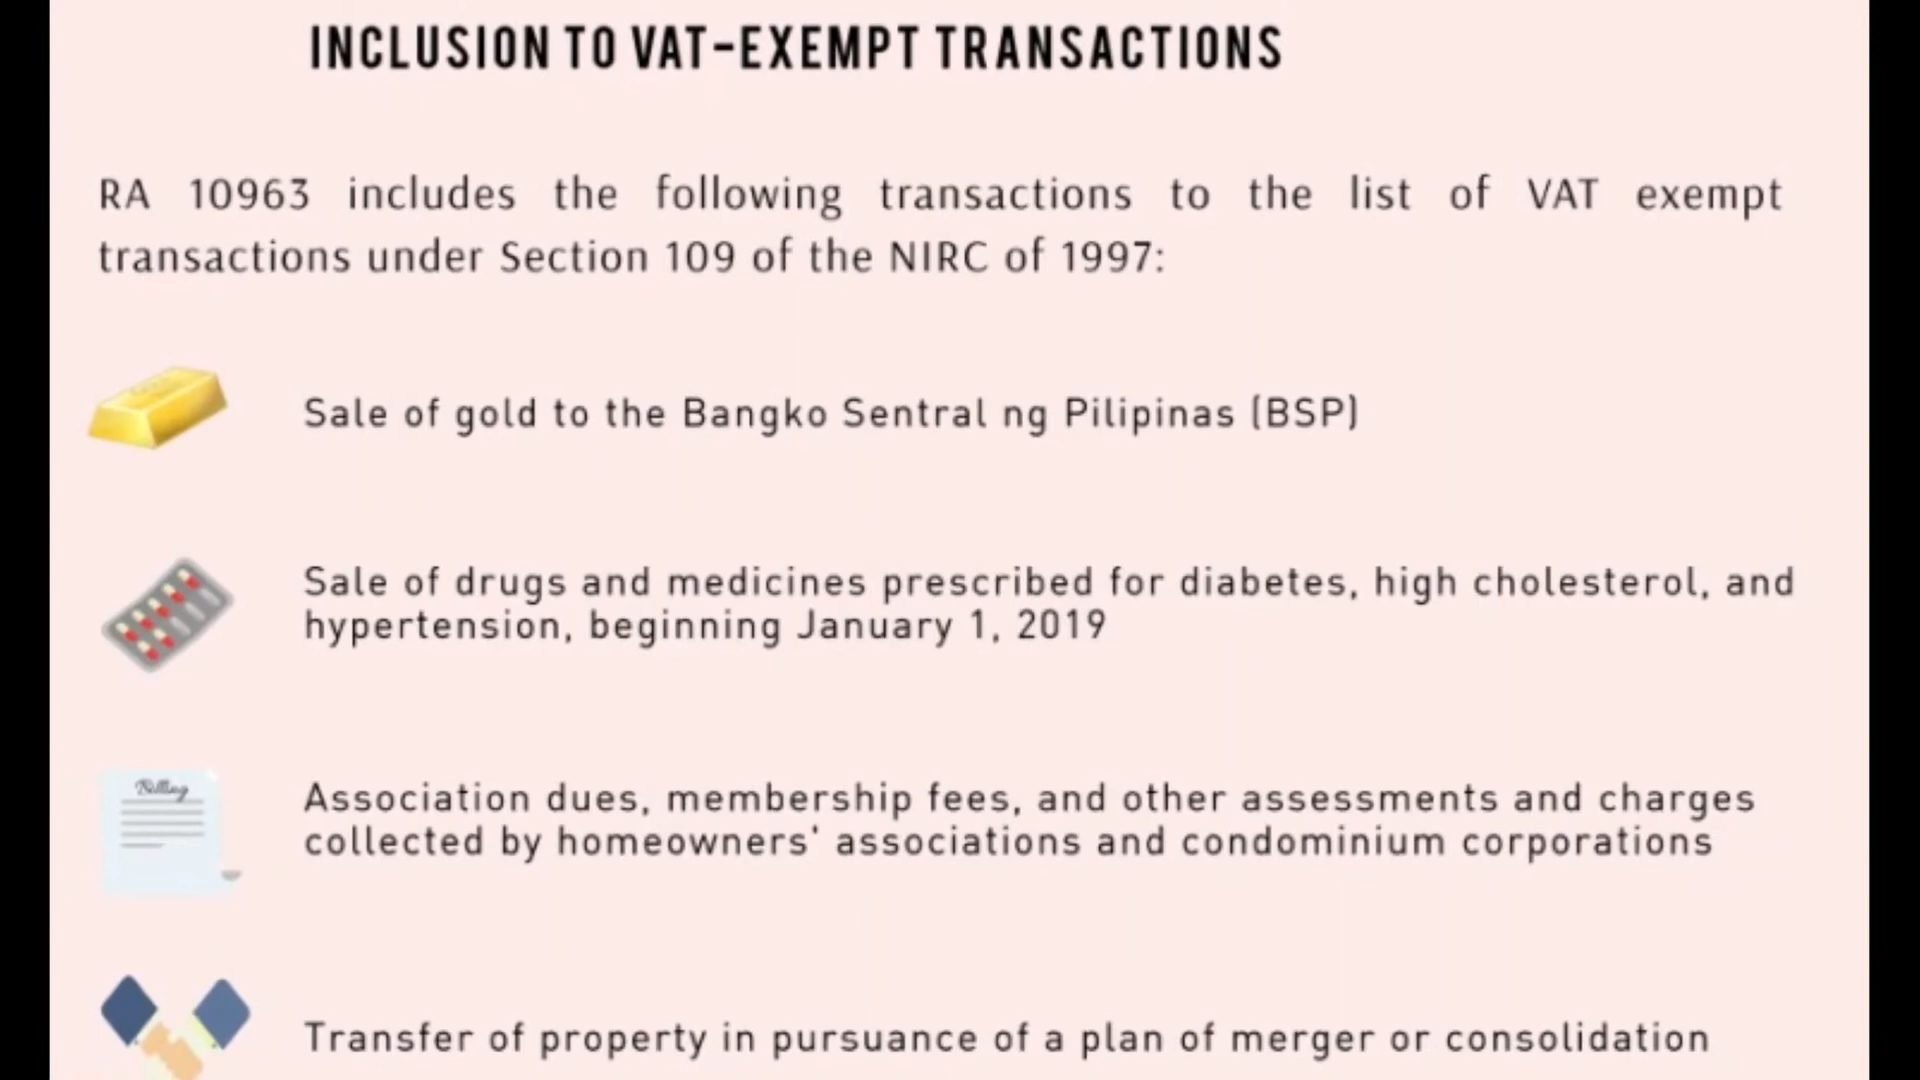 INCLUSION TO VAT-EXEMPT TRANSACTIONS
RA 10963 includes the following transactions to the list of VAT exempt
transactions under Section 109 of the NIRC of 1997:
Sale of gold to the Bangko Sentral ng Pilipinas (BSP)
Sale of drugs and medicines prescribed for diabetes, high cholesterol, and
hypertension, beginning January 1, 2019
Billing
Association dues, membership fees, and other assessments and charges
collected by homeowners' associations and condominium corporations
Transfer of property in pursuance of a plan of merger or consolidation